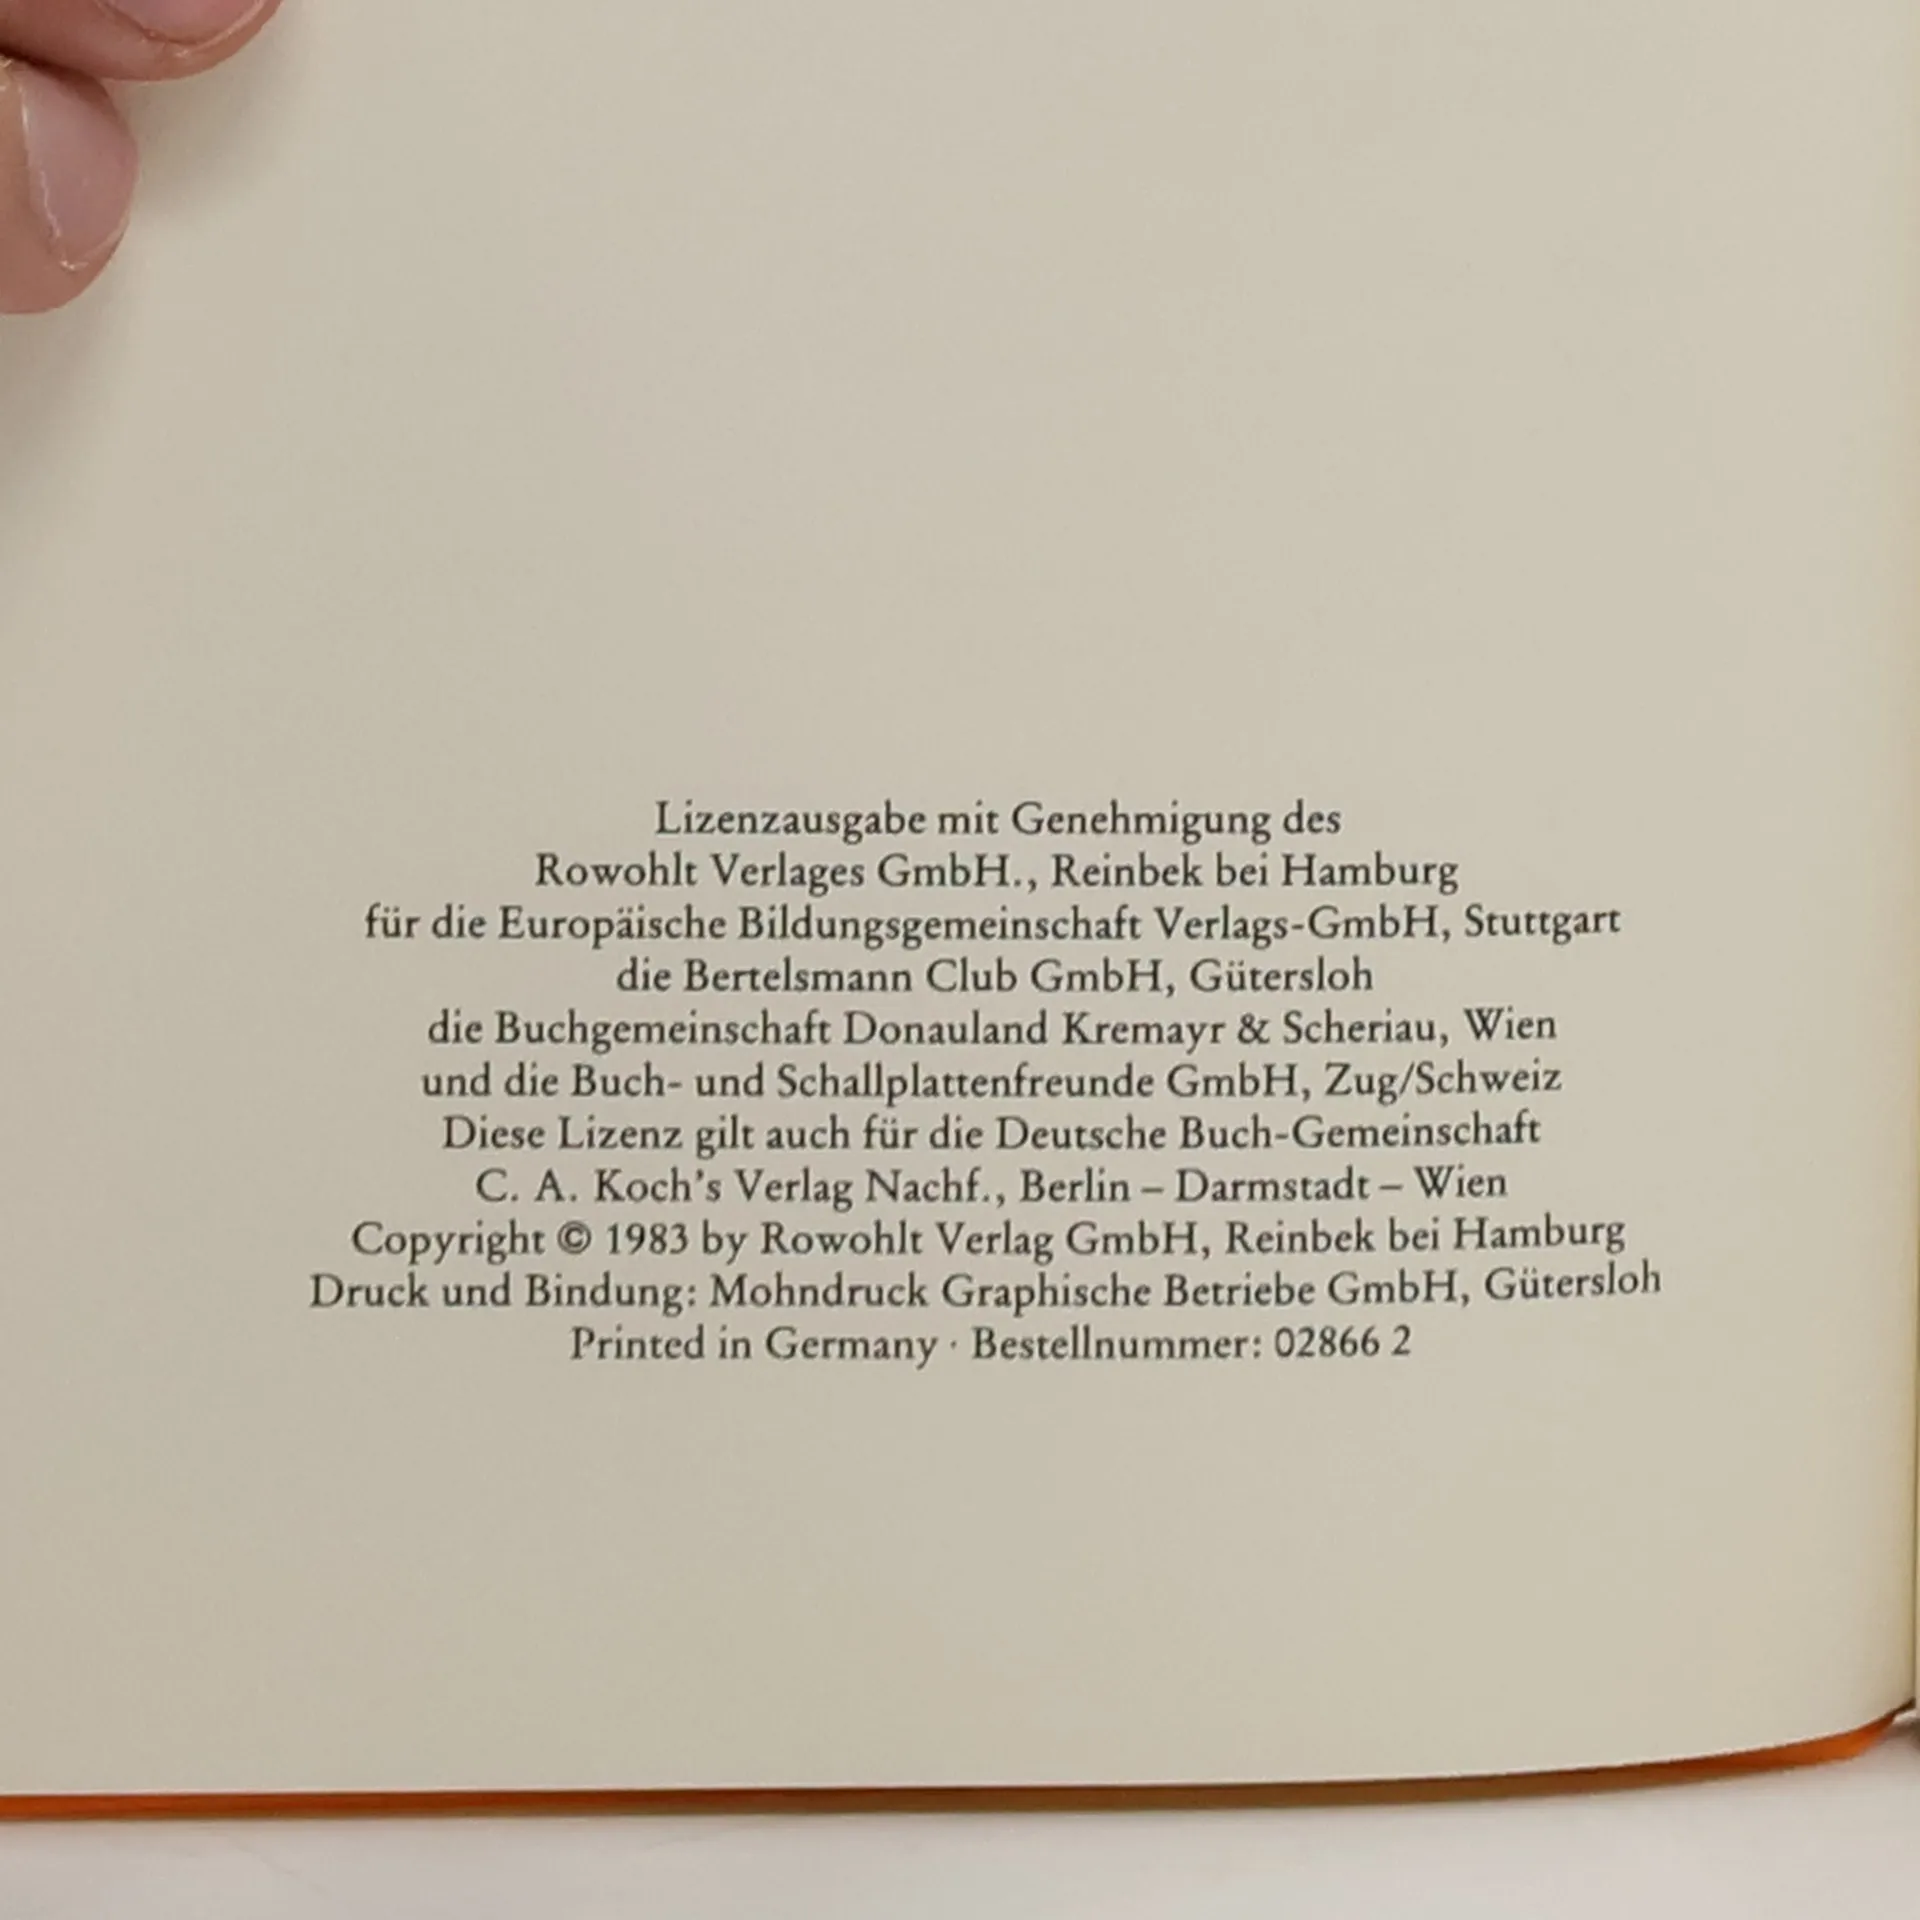 Lizenzausgabe mit Genehmigung des
Rowohlt Verlages GmbH., Reinbek bei Hamburg
für die Europäische Bildungsgemeinschaft Verlags-GmbH, Stuttgart
die Bertelsmann Club GmbH, Gütersloh
die Buchgemeinschaft Donauland Kremayr & Scheriau, Wien
und die Buch- und Schallplattenfreunde GmbH, Zug/Schweiz
Diese Lizenz gilt auch für die Deutsche Buch-Gemeinschaft
C. A. Koch's Verlag Nachf., Berlin – Darmstadt – Wien
Copyright © 1983 by Rowohlt Verlag GmbH, Reinbek bei Hamburg
Druck und Bindung: Mohndruck Graphische Betriebe GmbH, Gütersloh
Printed in Germany · Bestellnummer: 02866 2